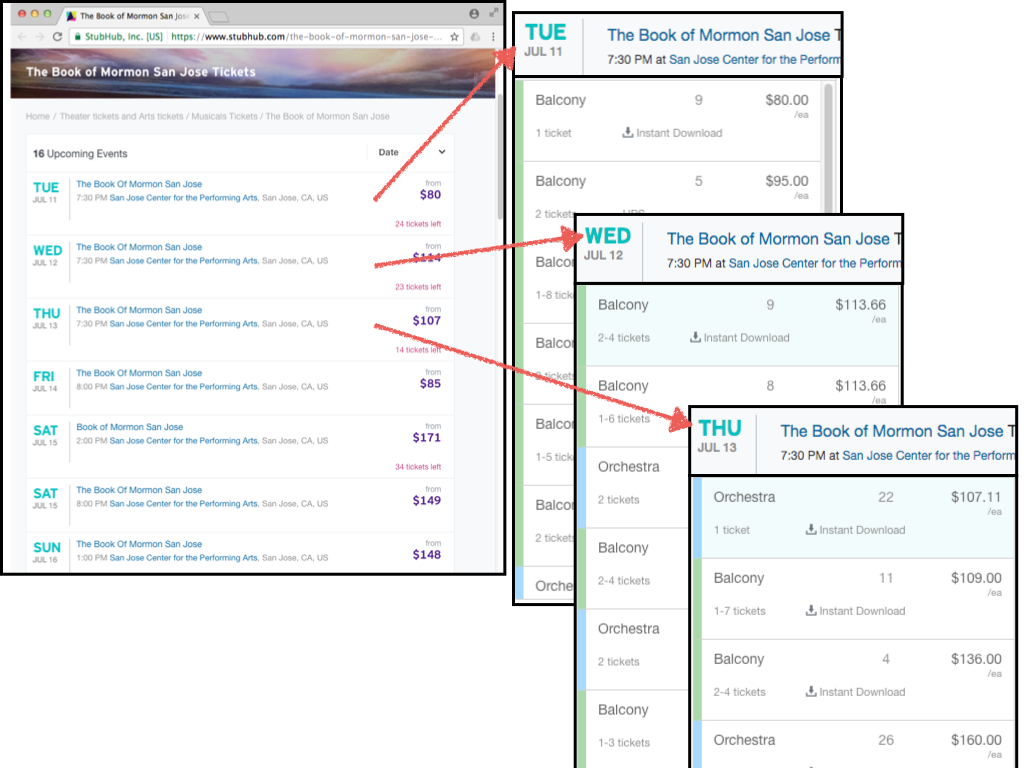 The Book of Mormon San Jose
StubHub, Inc. [US] https://www.stubhub.com/the-book-of-mormon-san-jose-...
The Book of Mormon San Jose Tickets
Home / Theater tickets and Arts tickets / Musicals Tickets / The Book of Mormon San Jose
16 Upcoming Events
Date
TUE
JUL 11
The Book Of Mormon San Jose
7:30 PM San Jose Center for the Performing Arts, San Jose, CA, US
from
$80
24 tickets left
WED
JUL 12
The Book Of Mormon San Jose
7:30 PM San Jose Center for the Performing Arts, San Jose, CA, US
from
$114
23 tickets left
THU
JUL 13
The Book Of Mormon San Jose
7:30 PM San Jose Center for the Performing Arts, San Jose, CA, US
from
$107
14 tickets left
FRI
JUL 14
The Book Of Mormon San Jose
8:00 PM San Jose Center for the Performing Arts, San Jose, CA, US
from
$85
SAT
JUL 15
Book of Mormon San Jose
2:00 PM San Jose Center for the Performing Arts, San Jose, CA, US
from
$171
34 tickets left
SAT
JUL 15
The Book Of Mormon San Jose
8:00 PM San Jose Center for the Performing Arts, San Jose, CA, US
from
$149
SUN
JUL 16
The Book Of Mormon San Jose
1:00 PM San Jose Center for the Performing Arts, San Jose, CA, US
from
$148
TUE
JUL 11
The Book of Mormon San Jose T
7:30 PM at San Jose Center for the Perform
Balcony 9 $80.00
/ea
1 ticket Instant Download
Balcony 5 $95.00
/ea
2 tickets UPS
Balco
1-8 tick
Balco
Balco
1-5 tick
Balco
2 ticket
Orche
WED
JUL 12
The Book of Mormon San Jose T
7:30 PM at San Jose Center for the Perform
Balcony 9 $113.66
/ea
2-4 tickets Instant Download
Balcony 8 $113.66
/ea
1-6 tickets
Orchestra
2 tickets
Balcony
2-4 tickets
Orchestra
2 tickets
Balcony
1-3 tickets
THU
JUL 13
The Book of Mormon San Jose T
7:30 PM at San Jose Center for the Perform
Orchestra 22 $107.11
/ea
1 ticket Instant Download
Balcony 11 $109.00
/ea
1-7 tickets Instant Download
Balcony 4 $136.00
/ea
2-4 tickets Instant Download
Orchestra 26 $160.00
/ea